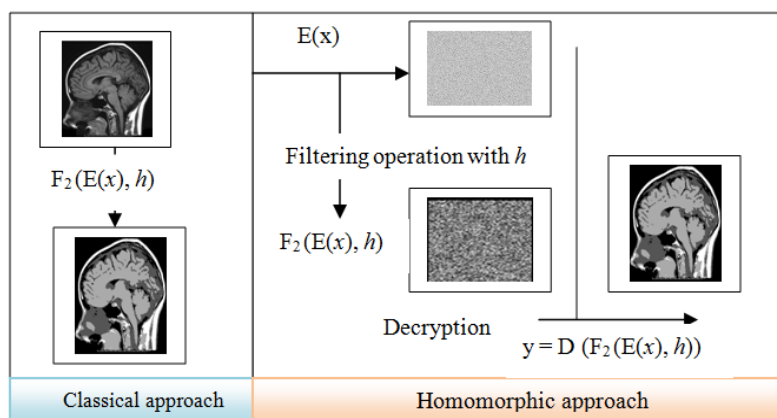 F₂(E(x), h)
Classical approach
E(x)
Filtering operation with h
F₂(E(x), h)
Decryption
y = D (F₂(E(x), h))
Homomorphic approach